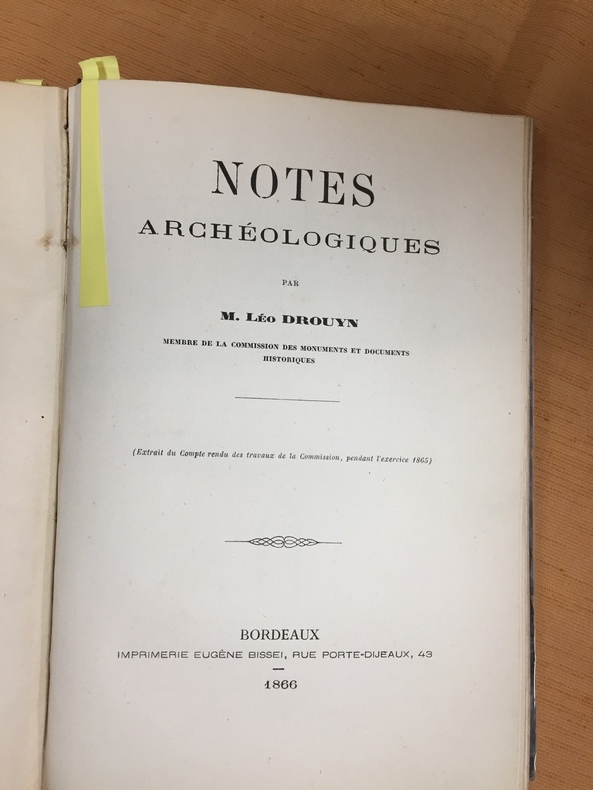 NOTES
ARCHÉOLOGIQUES
PAR
M. LÉO DROUYN
MEMBRE DE LA COMMISSION DES MONUMENTS ET DOCUMENTS
HISTORIQUES
(Extrait du Compte rendu des travaux de la Commission, pendant l'exercice 1865)
BORDEAUX
IMPRIMERIE EUGÈNE BISSEI, RUE PORTE-DIJEAUX, 43
1866